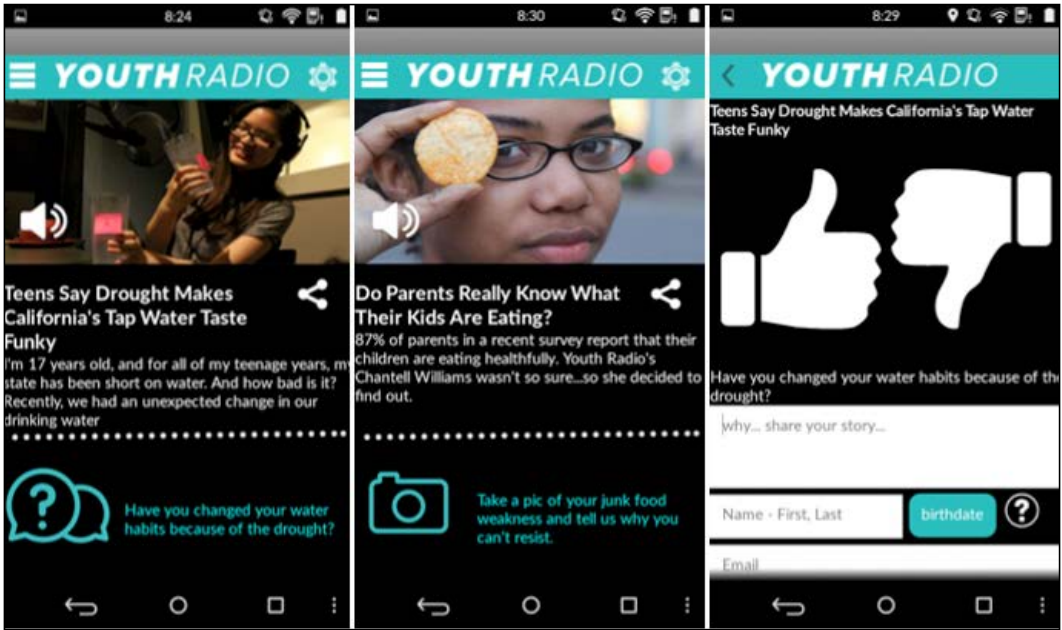 8:24
YOUTH RADIO
Teens Say Drought Makes
California's Tap Water Taste
Funky
I'm 17 years old, and for all of my teenage years, my
state has been short on water. And how bad is it?
Recently, we had an unexpected change in our
drinking water
?
Have you changed your water
habits because of the drought?
8:30
YOUTH RADIO
Do Parents Really Know What
Their Kids Are Eating?
87% of parents in a recent survey report that their
children are eating healthfully. Youth Radio's
Chantell Williams wasn't so sure...so she decided to
find out.
Take a pic of your junk food
weakness and tell us why you
can't resist.
8:29
YOUTH RADIO
Teens Say Drought Makes California's Tap Water
Taste Funky
Have you changed your water habits because of the
drought?
why... share your story...
Name - First, Last
birthdate
?
Email